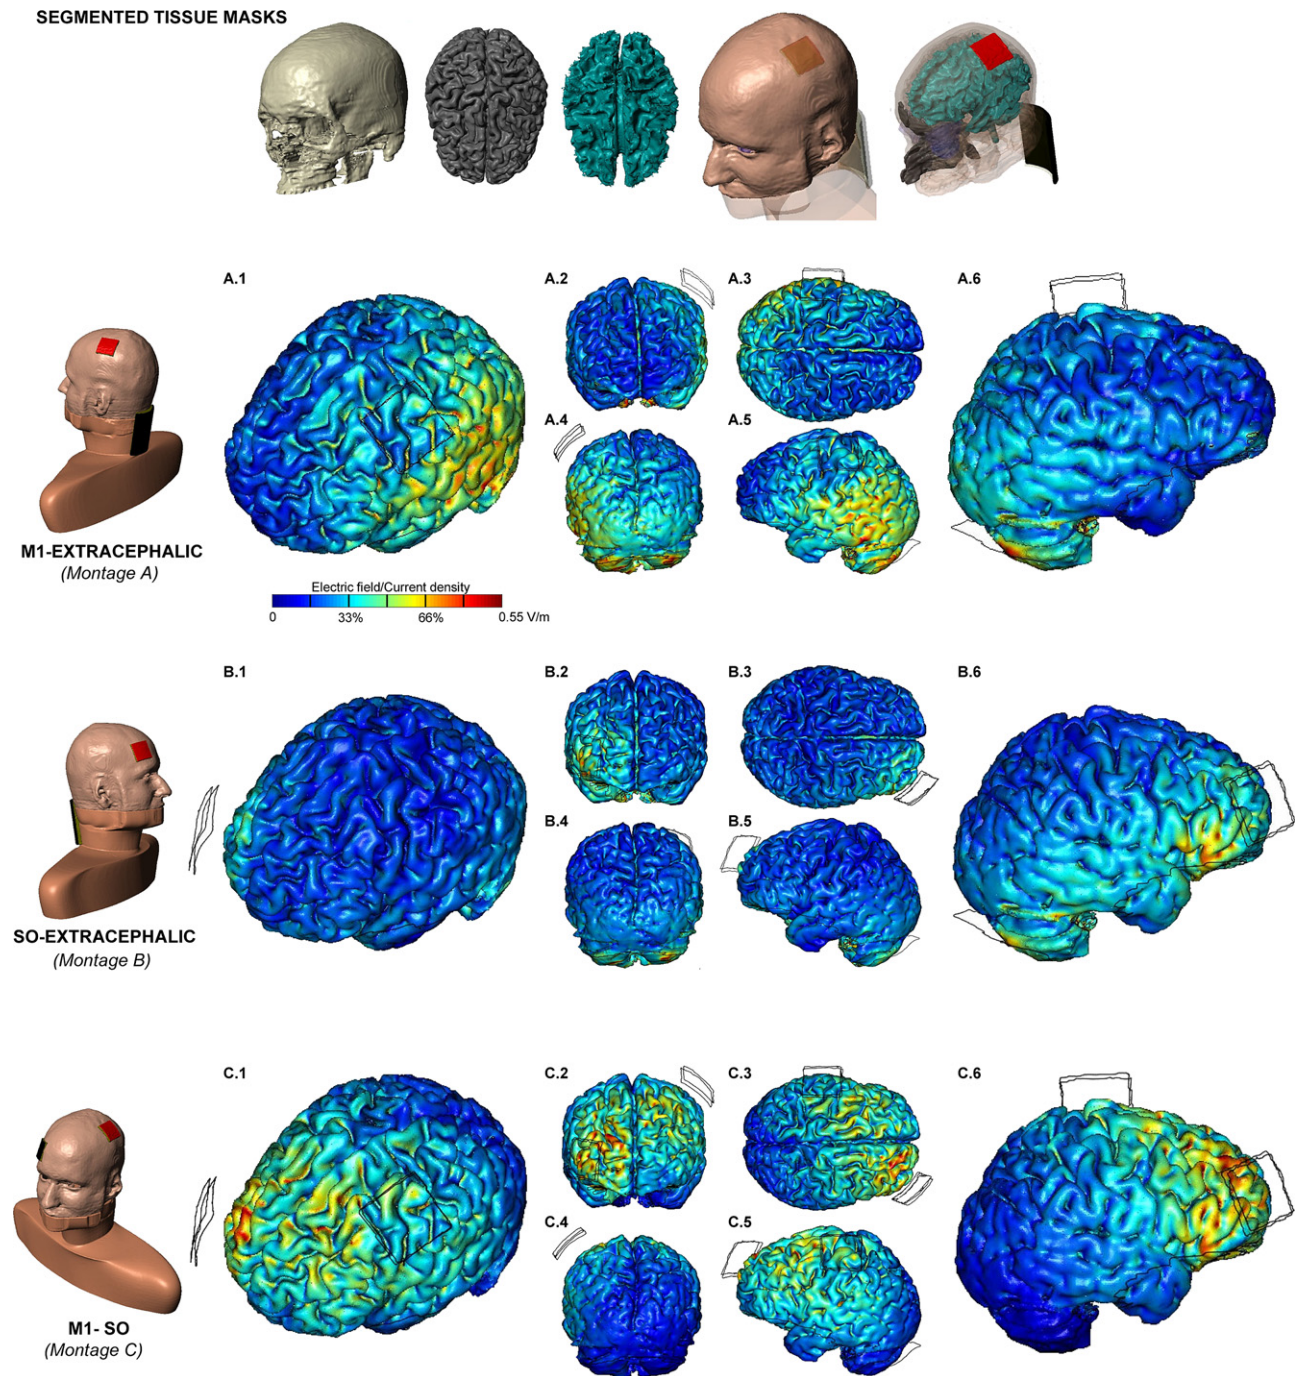 SEGMENTED TISSUE MASKS
A.1
A.2
A.3
A.6
A.4
A.5
M1-EXTRACEPHALIC
(Montage A)
Electric field/Current density
0
33%
66%
0.55 V/m
B.1
B.2
B.3
B.6
B.4
B.5
SO-EXTRACEPHALIC
(Montage B)
C.1
C.2
C.3
C.6
C.4
C.5
M1- SO
(Montage C)